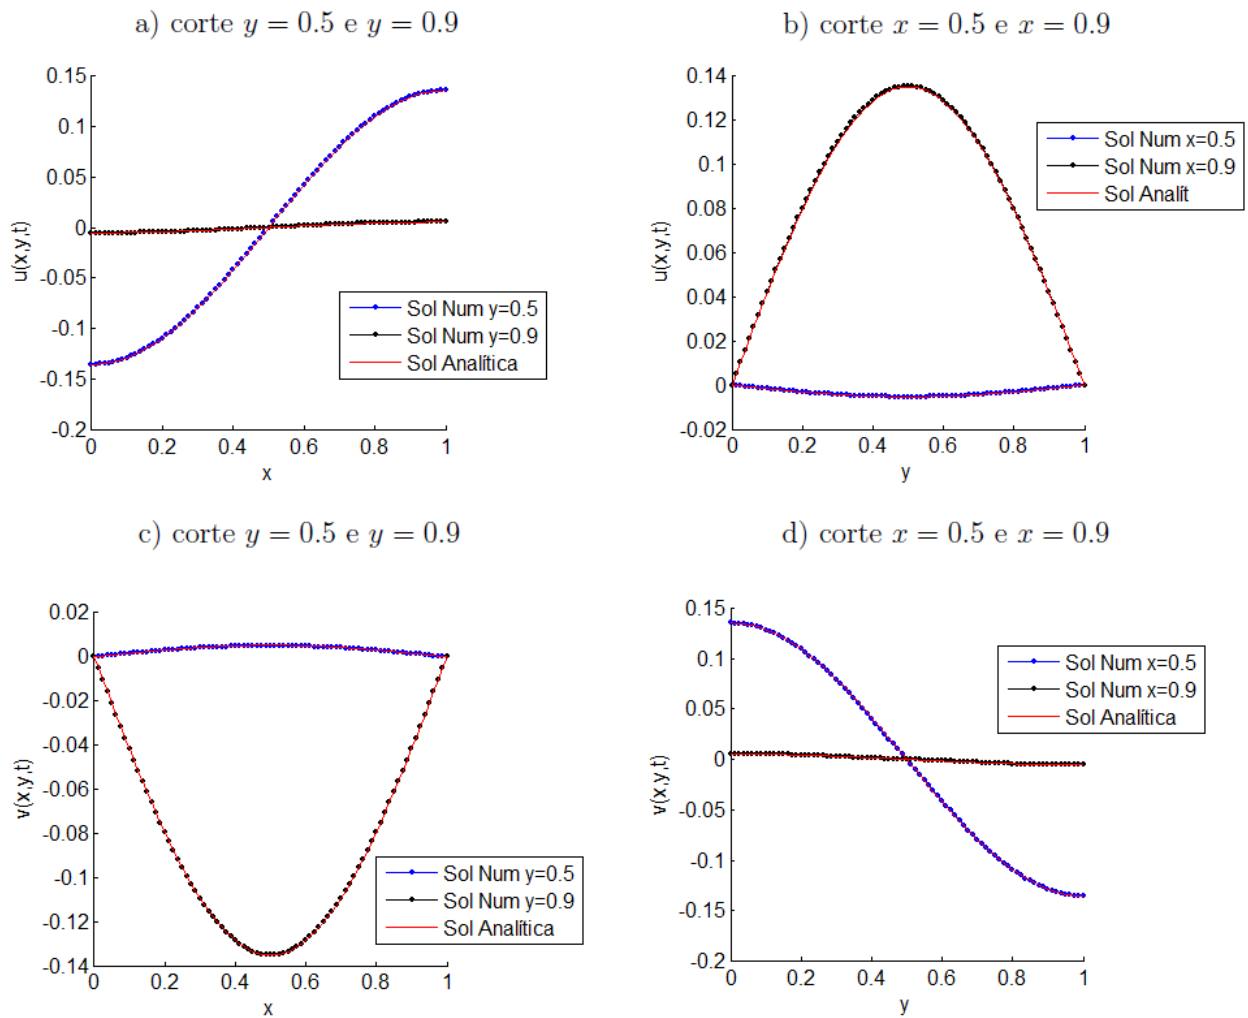 a) corte y = 0.5 e y = 0.9
b) corte x = 0.5 e x = 0.9
0.15
0.1
0.05
0
-0.05
-0.1
-0.15
-0.2
u(x,y,t)
0
0.2
0.4
0.6
0.8
1
x
Sol Num y=0.5
Sol Num y=0.9
Sol Analítica
0.14
0.12
0.1
0.08
0.06
0.04
0.02
0
-0.02
u(x,y,t)
0
0.2
0.4
0.6
0.8
1
y
Sol Num x=0.5
Sol Num x=0.9
Sol Analít
c) corte y = 0.5 e y = 0.9
d) corte x = 0.5 e x = 0.9
0.02
0
-0.02
-0.04
-0.06
-0.08
-0.1
-0.12
-0.14
v(x,y,t)
0
0.2
0.4
0.6
0.8
1
x
Sol Num y=0.5
Sol Num y=0.9
Sol Analítica
0.15
0.1
0.05
0
-0.05
-0.1
-0.15
-0.2
v(x,y,t)
0
0.2
0.4
0.6
0.8
1
y
Sol Num x=0.5
Sol Num x=0.9
Sol Analítica